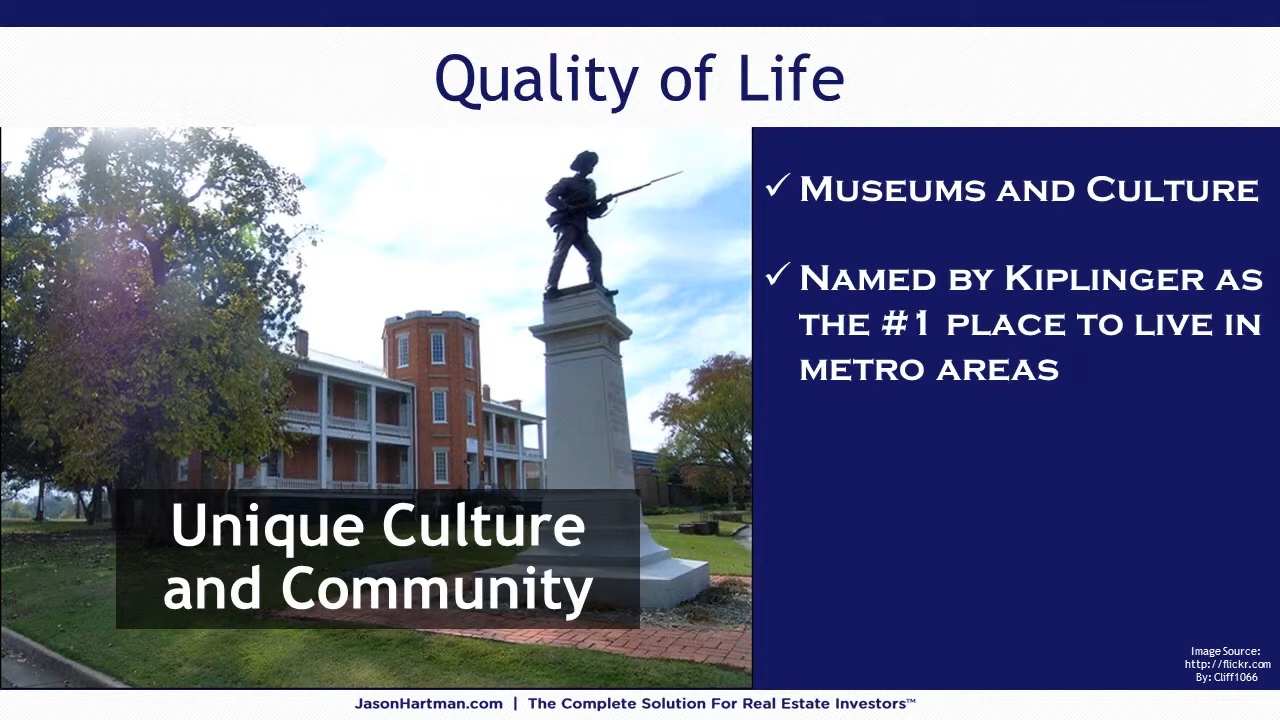 Quality of Life
✓ Museums and Culture
✓ Named by Kiplinger as
the #1 place to live in
metro areas
Unique Culture
and Community
Image Source:
http://flickr.com
By: Cliff1066
JasonHartman.com | The Complete Solution For Real Estate Investors™